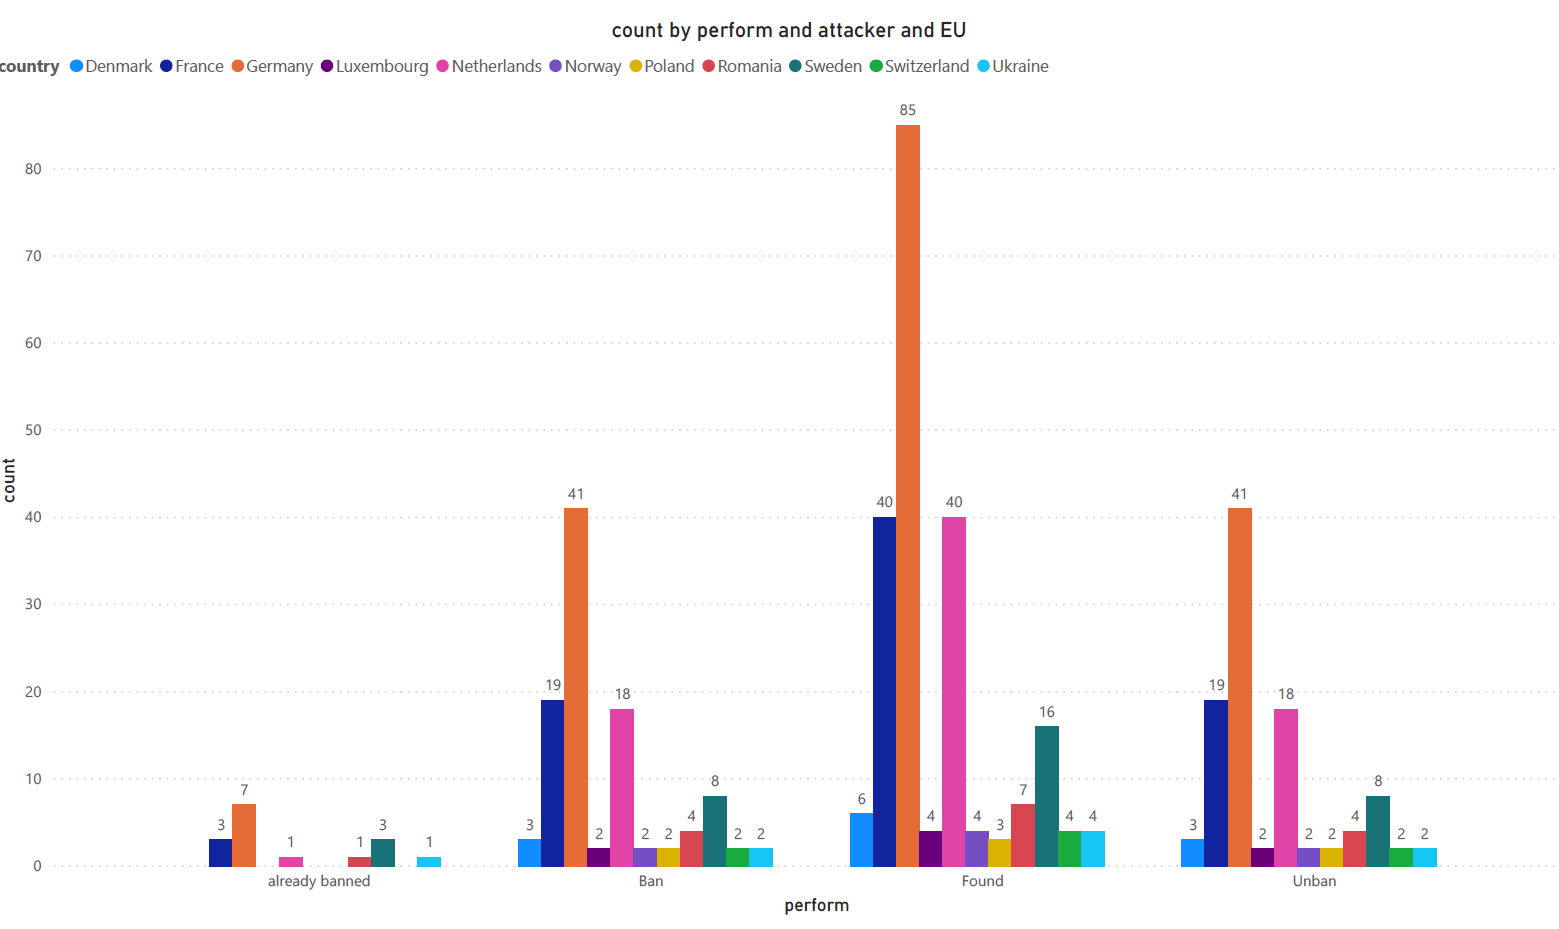 count by perform and attacker and EU
country Denmark France Germany Luxembourg Netherlands Norway Poland Romania Sweden Switzerland Ukraine
85
80
70
60
50
41 41
40 40
count
40
30
19 18 19 18
20
16
10
7 8 7 8
6
3 1 1 3 1 3 2 2 2 4 2 2 4 4 3 4 4 3 2 2 2 4 2 2
0
already banned Ban Found Unban
perform